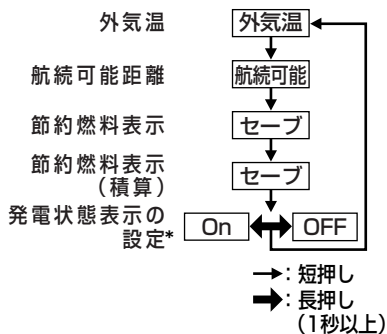 外気温 外気温
航続可能距離 航続可能
節約燃料表示 セーブ
節約燃料表示
(積算) セーブ
発電状態表示の
設定* On OFF
→：短押し
➡：長押し
(1秒以上)